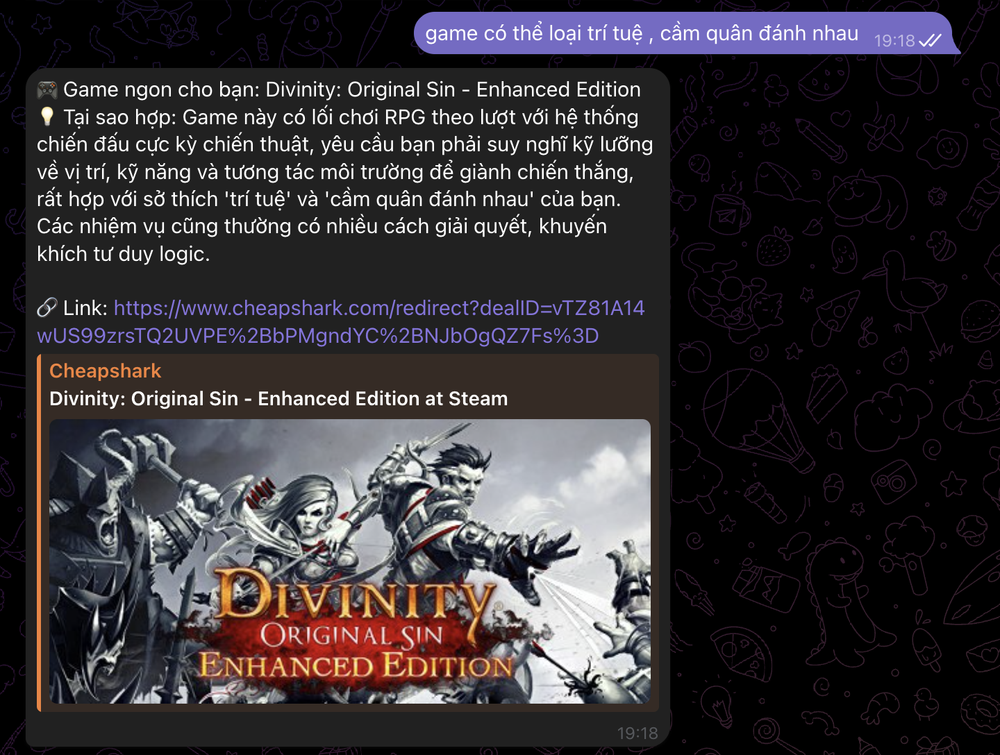 game có thể loại trí tuệ , cầm quân đánh nhau 19:18
🎮 Game ngon cho bạn: Divinity: Original Sin - Enhanced Edition
💡 Tại sao hợp: Game này có lối chơi RPG theo lượt với hệ thống
chiến đấu cực kỳ chiến thuật, yêu cầu bạn phải suy nghĩ kỹ lưỡng
về vị trí, kỹ năng và tương tác môi trường để giành chiến thắng,
rất hợp với sở thích 'trí tuệ' và 'cầm quân đánh nhau' của bạn.
Các nhiệm vụ cũng thường có nhiều cách giải quyết, khuyến
khích tư duy logic.
🔗 Link: https://www.cheapshark.com/redirect?dealID=vTZ81A14
wUS99zrsTQ2UVPE%2BbPMgndYC%2BNJbOgQZ7Fs%3D
Cheapshark
Divinity: Original Sin - Enhanced Edition at Steam
DIVINITY
ORIGINAL SIN
ENHANCED EDITION
19:18